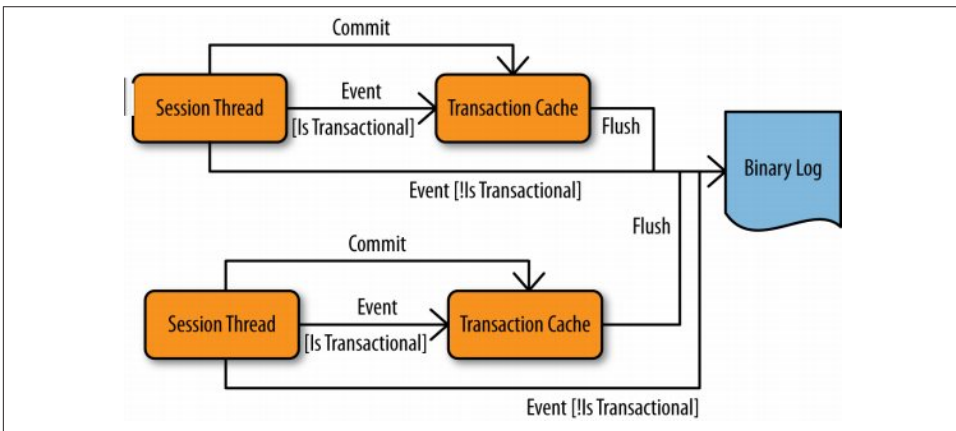 Commit
Session Thread
Event
[Is Transactional]
Transaction Cache
Flush
Event [!Is Transactional]
Binary Log
Flush
Commit
Session Thread
Event
[Is Transactional]
Transaction Cache
Event [!Is Transactional]